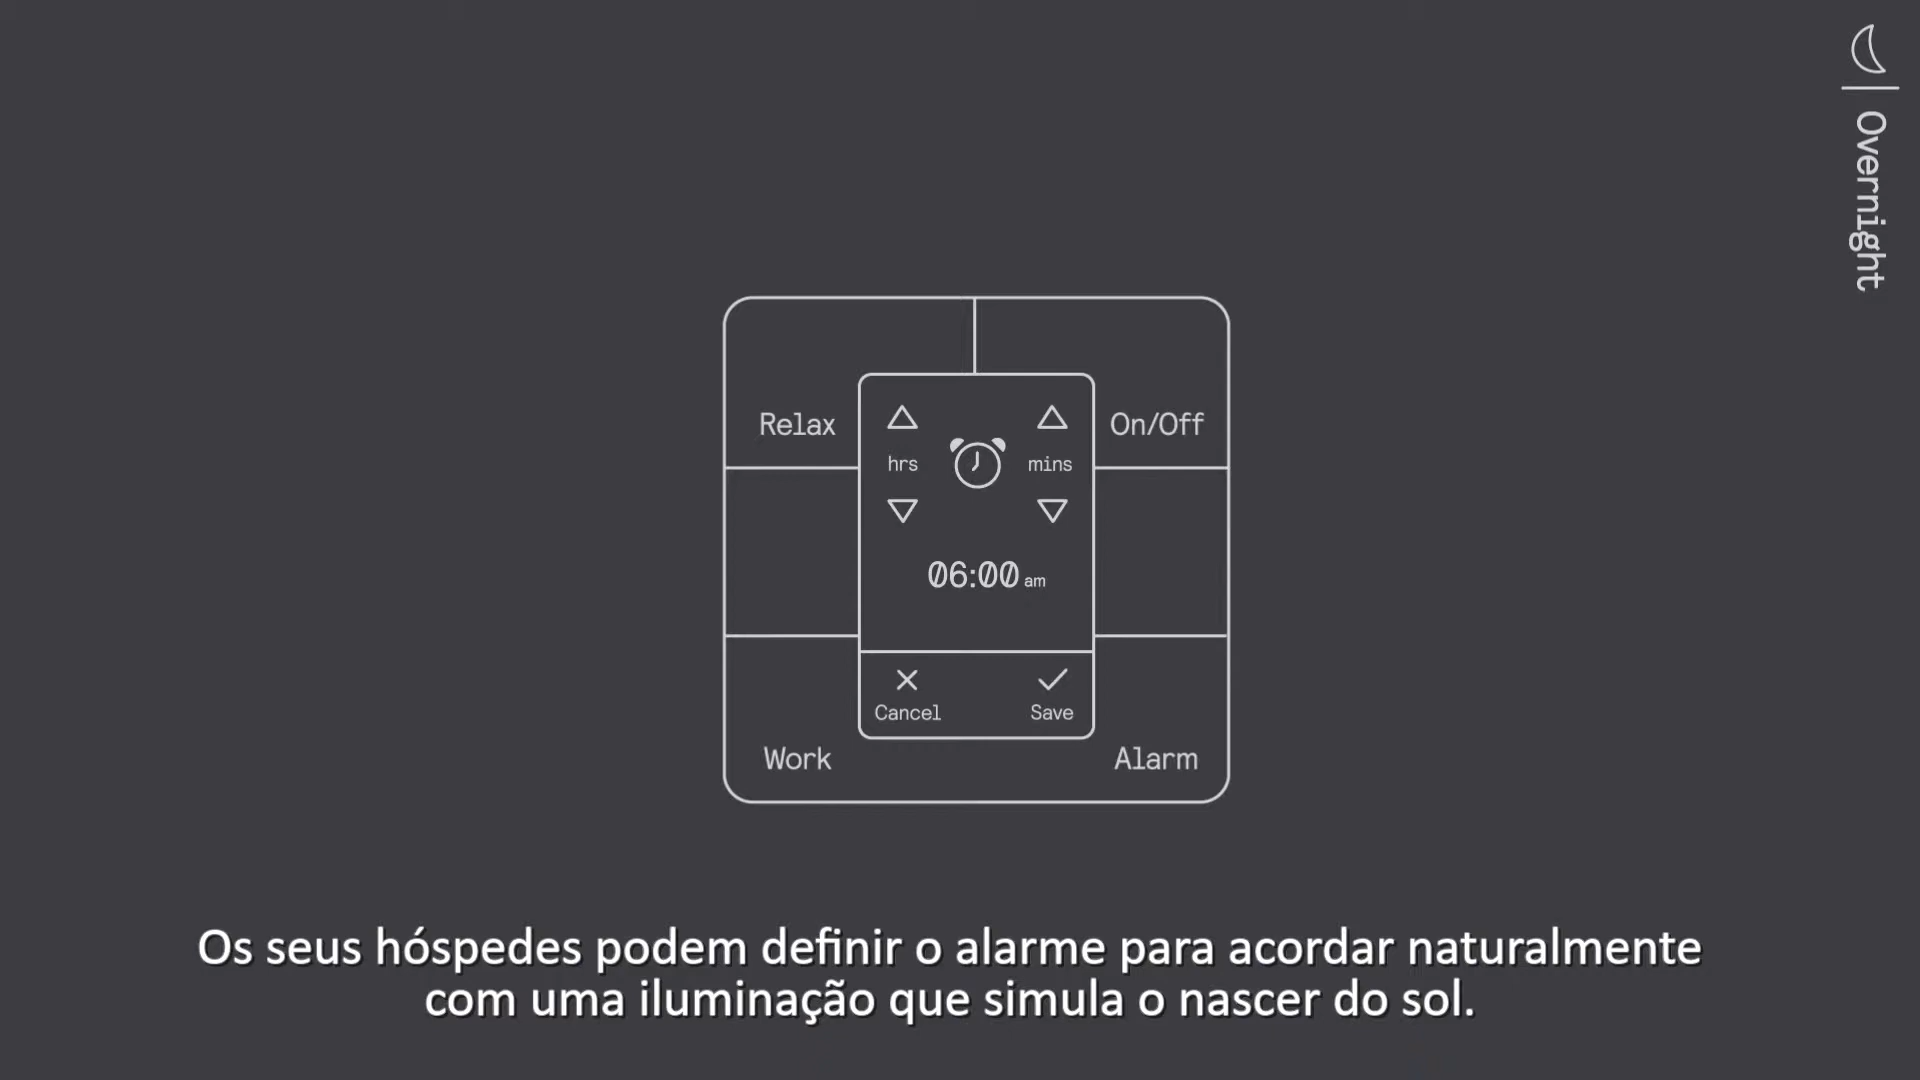 Overnight
Relax
On/Off
hrs
mins
06:00 am
Cancel
Save
Work
Alarm
Os seus hóspedes podem definir o alarme para acordar naturalmente
com uma iluminação que simula o nascer do sol.